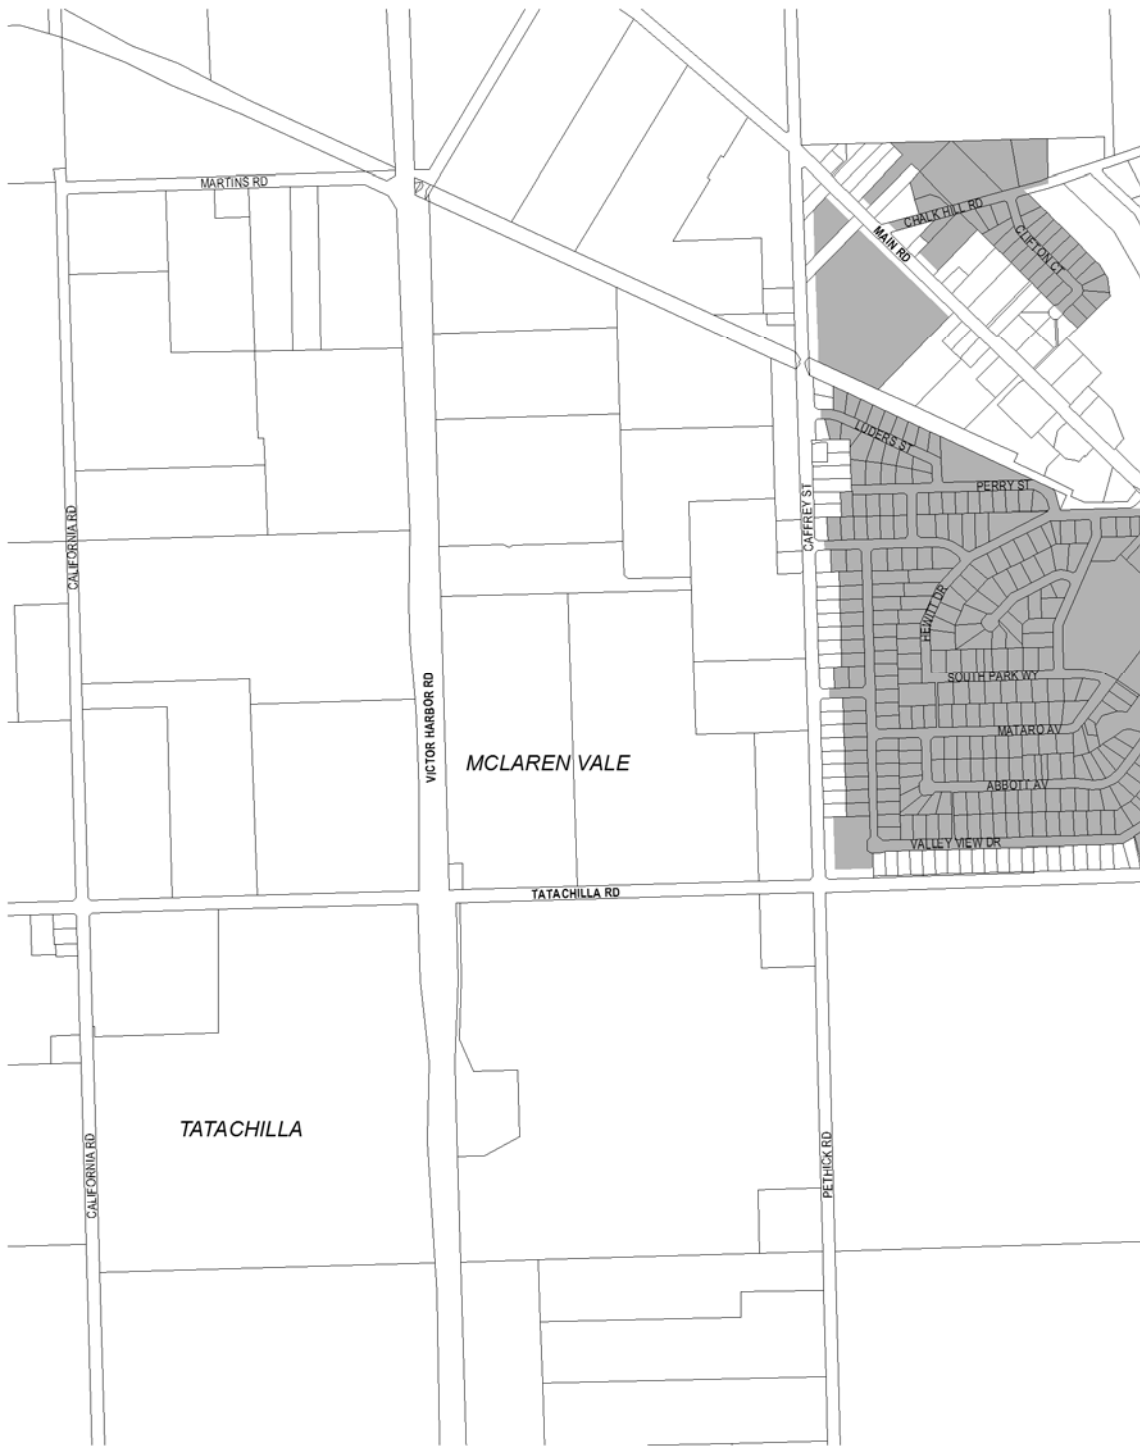 MARTINS RD
CHALK HILL RD
MAIN RD
CLIFTON CT
LUDERS ST
PERRY ST
CAFFREY ST
CALIFORNIA RD
HEWITT DR
SOUTH PARK WY
VICTOR HARBOR RD
MATARO AV
MCLAREN VALE
ABBOTT AV
VALLEY VIEW DR
TATACHILLA RD
TATACHILLA
CALIFORNIA RD
PETHICK RD